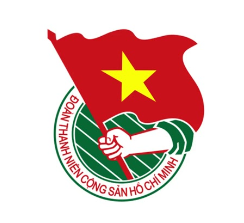 ĐOÀN THANH NIÊN CỘNG SẢN HỒ CHÍ MINH